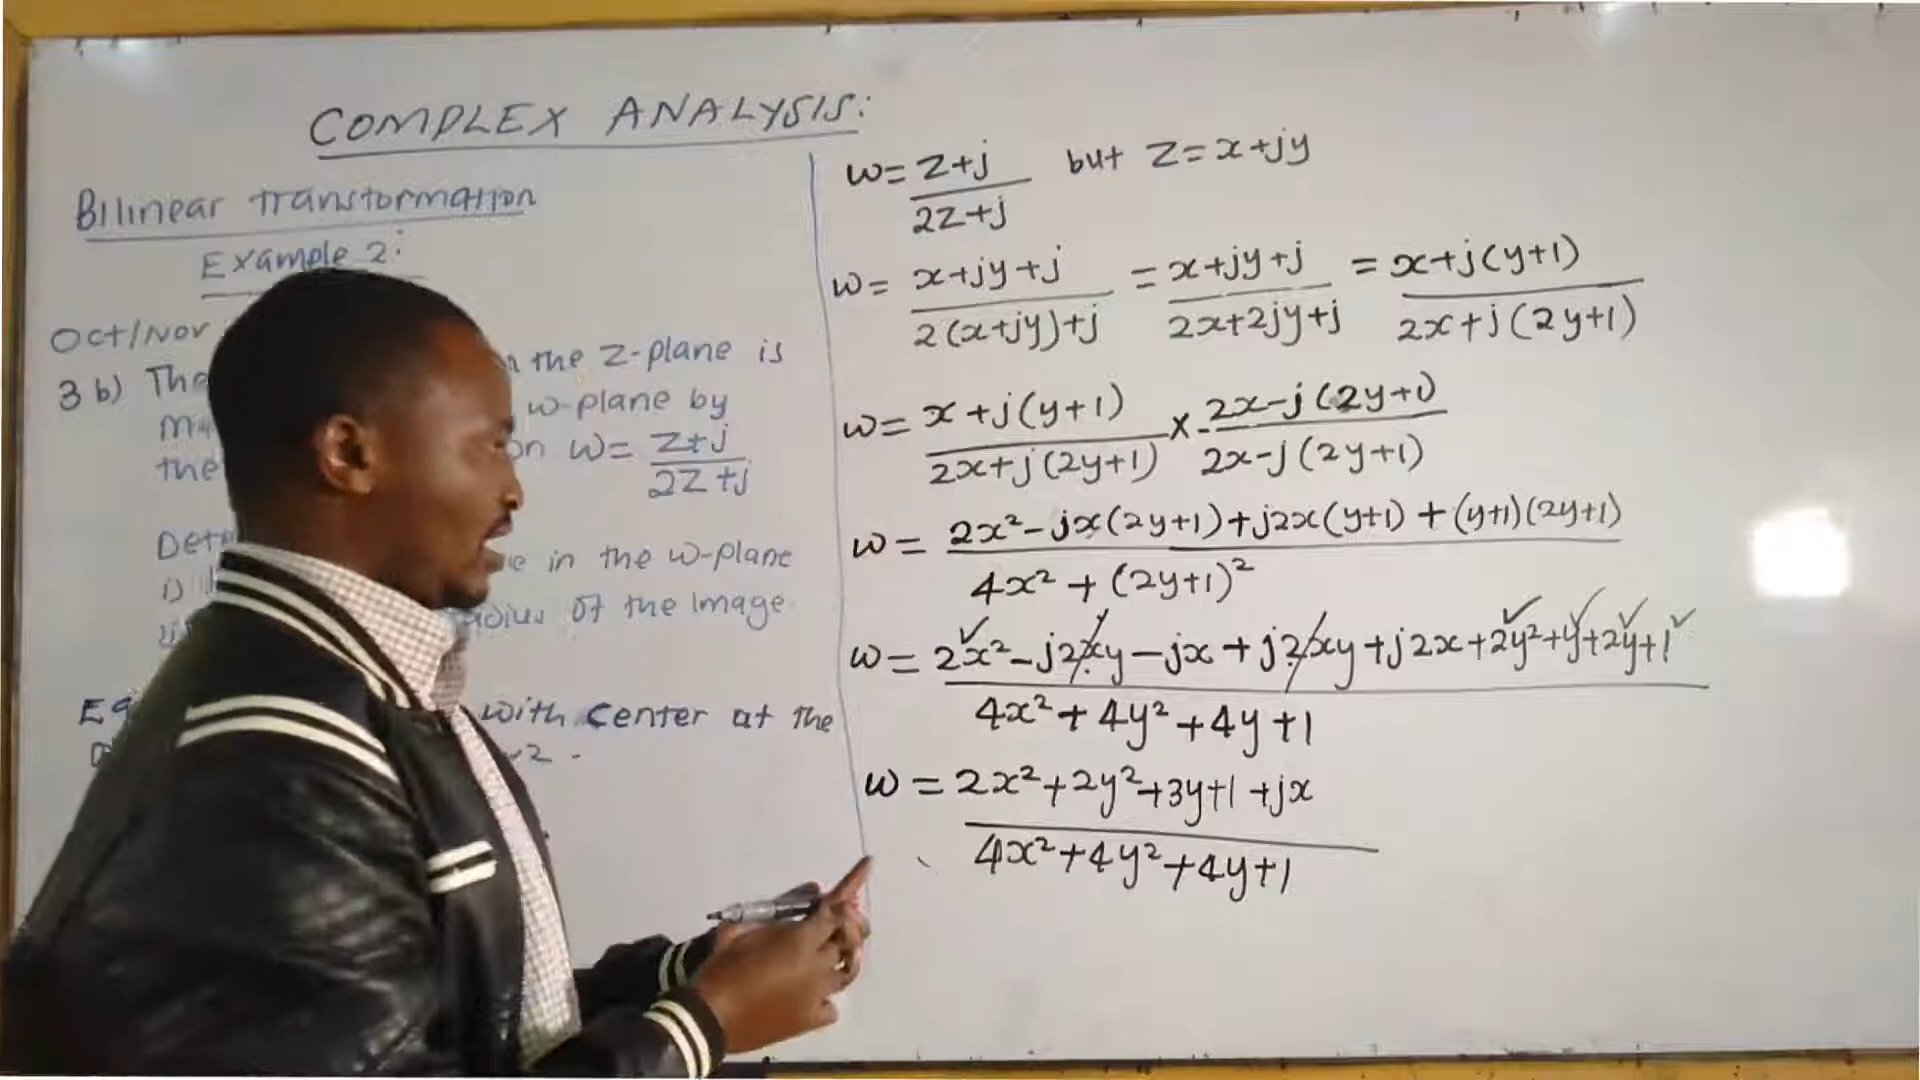 COMPLEX ANALYSIS:
Bilinear transformation
Example 2:
Oct/Nov
3 b) The the z-plane is
w-plane by
the on w= z+j / 2z+j
in the w-plane
i)
radius of the image
with center at the
w= z+j / 2z+j but z=x+jy
w= x+jy+j / 2(x+jy)+j = x+jy+j / 2x+2jy+j = x+j(y+1) / 2x+j(2y+1)
w= x+j(y+1) / 2x+j(2y+1) x 2x-j(2y+1) / 2x-j(2y+1)
w= 2x²-jx(2y+1)+j2x(y+1)+(y+1)(2y+1) / 4x²+(2y+1)²
w= 2x²-j2xy-jx+j2xy+j2x+2y²+y+2y+1 / 4x²+4y²+4y+1
w= 2x²+2y²+3y+1+jx / 4x²+4y²+4y+1